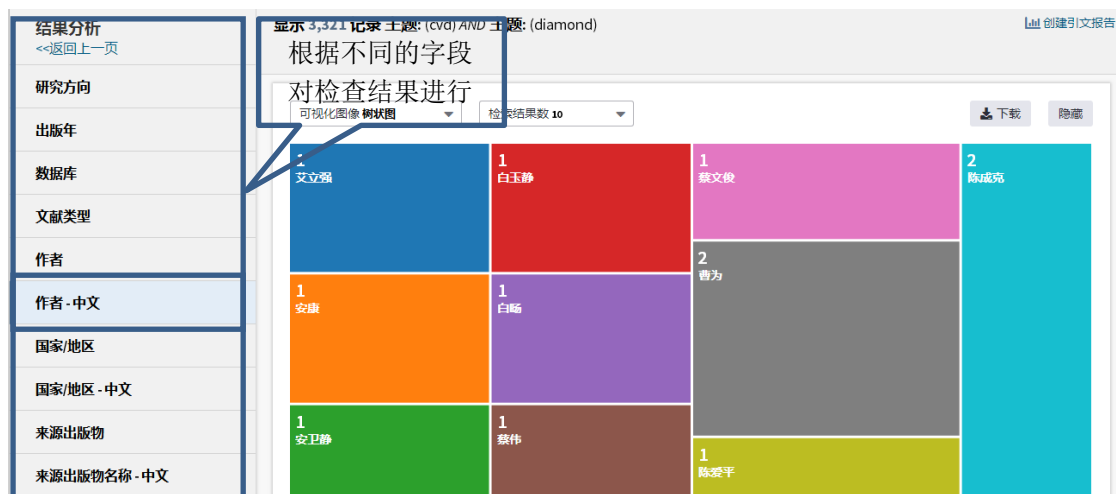 结果分析
<<返回上一页
研究方向
出版年
数据库
文献类型
作者
作者 - 中文
国家/地区
国家/地区 - 中文
来源出版物
来源出版物名称 - 中文
显示 3,321 记录 主题: (cvd) AND 主题: (diamond)
创建引文报告
根据不同的字段
对检查结果进行
可视化图像 树状图
检索结果数 10
下载
隐藏
1
艾立强
1
白玉静
1
蔡文俊
2
陈成克
1
安康
1
白旸
2
曹为
1
安卫静
1
蔡伟
1
陈爱平